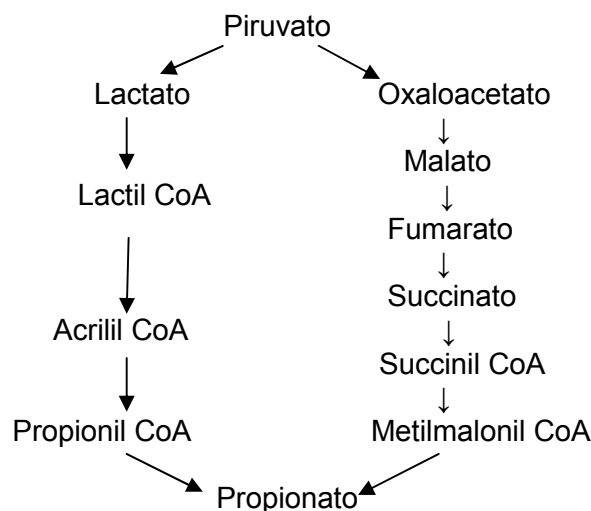 Piruvato
Lactato Oxaloacetato
Malato
Lactil CoA
Fumarato
Succinato
Acrilil CoA
Succinil CoA
Propionil CoA Metilmalonil CoA
Propionato